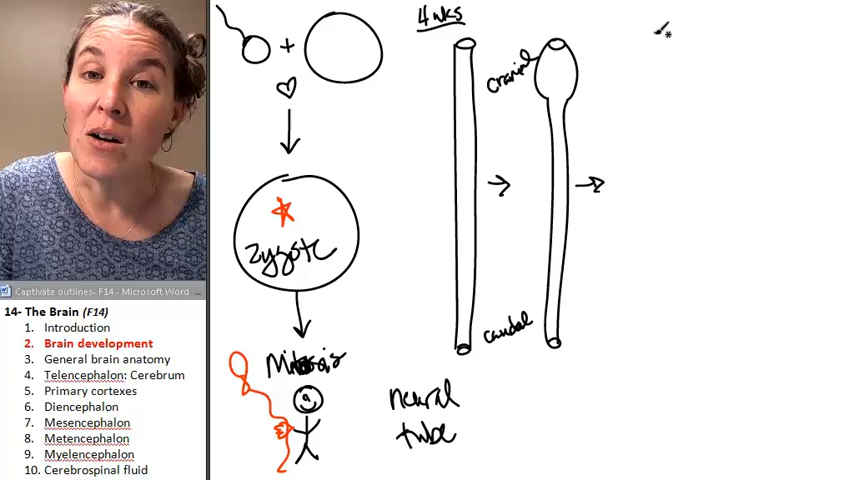 4 wks
+
cranial
zygote
caudal
Mitosis
neural
tube
Captivate outlines- F14 - Microsoft Word
14- The Brain (F14)
1. Introduction
2. Brain development
3. General brain anatomy
4. Telencephalon: Cerebrum
5. Primary cortexes
6. Diencephalon
7. Mesencephalon
8. Metencephalon
9. Myelencephalon
10. Cerebrospinal fluid